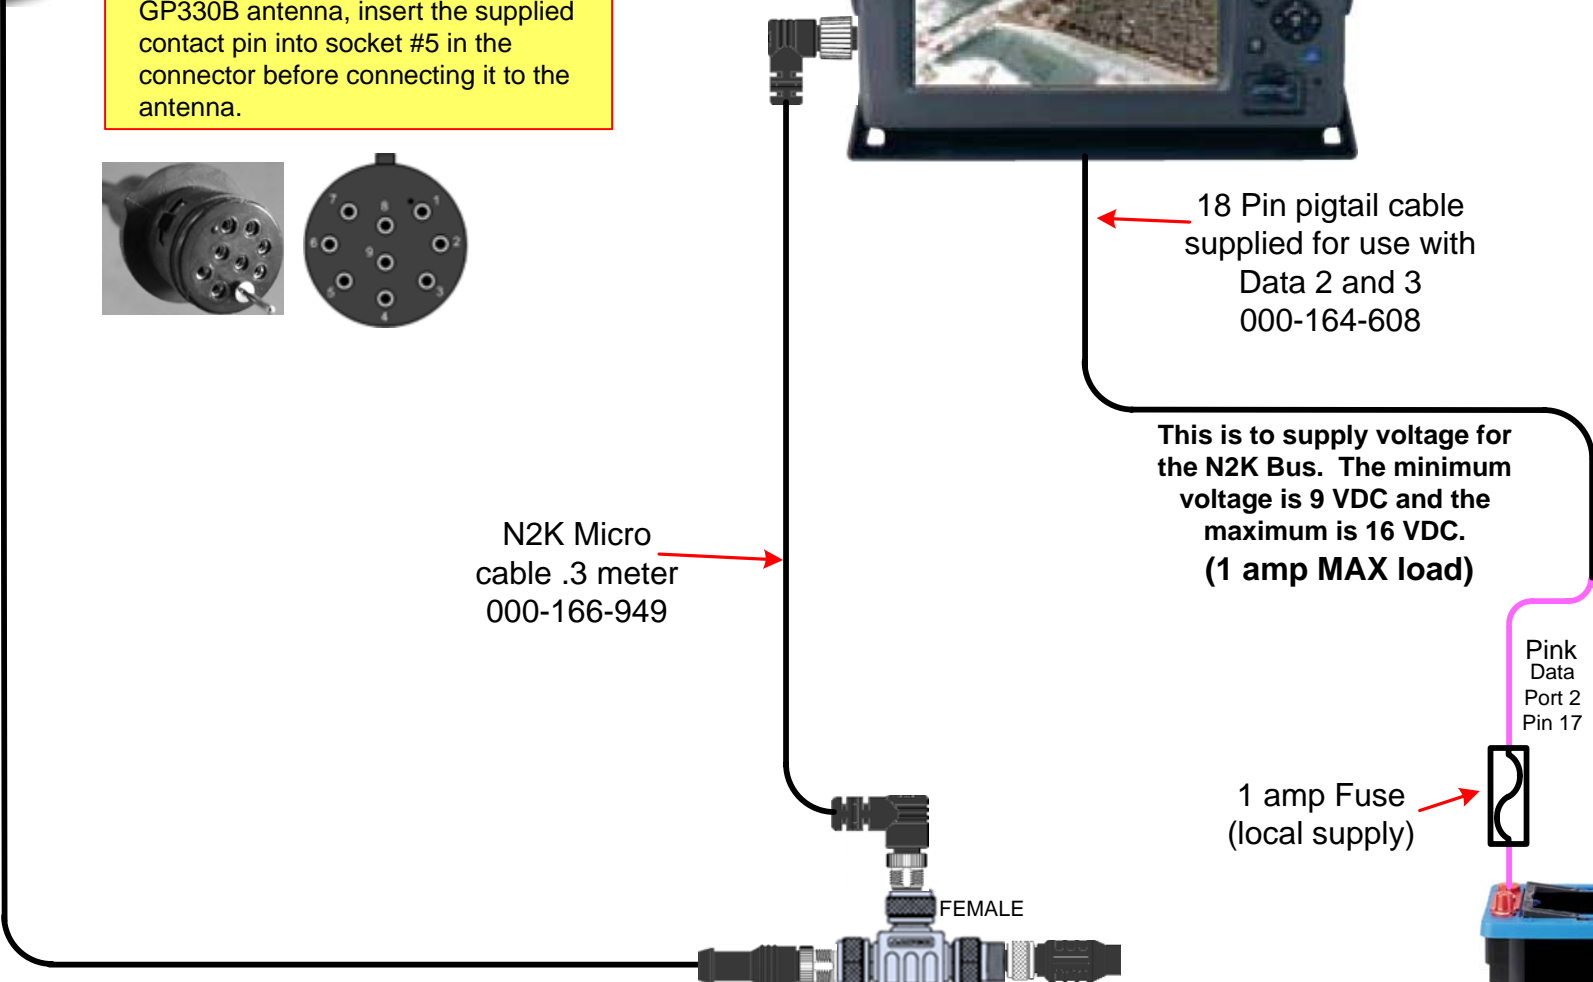 GP330B antenna, insert the supplied
contact pin into socket #5 in the
connector before connecting it to the
antenna.
7
8
1
6
2
9
5
3
4
18 Pin pigtail cable
supplied for use with
Data 2 and 3
000-164-608
This is to supply voltage for
the N2K Bus. The minimum
voltage is 9 VDC and the
maximum is 16 VDC.
(1 amp MAX load)
N2K Micro
cable .3 meter
000-166-949
Pink
Data
Port 2
Pin 17
1 amp Fuse
(local supply)
FEMALE